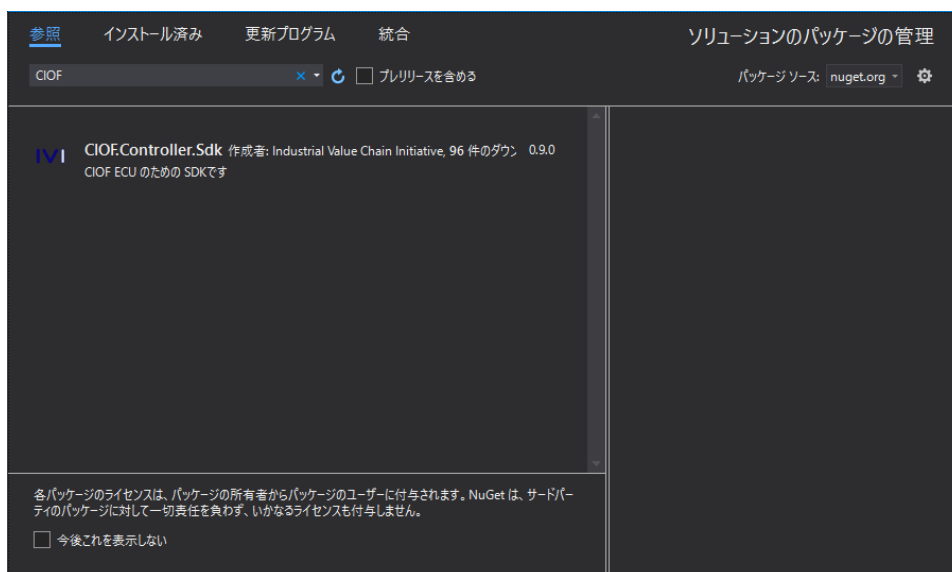 参照 インストール済み 更新プログラム 統合 ソリューションのパッケージの管理
CIOF プレリリースを含める パッケージ ソース: nuget.org
IVI CIOF.Controller.Sdk 作成者: Industrial Value Chain Initiative, 96 件のダウン 0.9.0
CIOF ECU のための SDKです
各パッケージのライセンスは、パッケージの所有者からパッケージのユーザーに付与されます。NuGet は、サードパー
ティのパッケージに対して一切責任を負わず、いかなるライセンスも付与しません。
今後これを表示しない